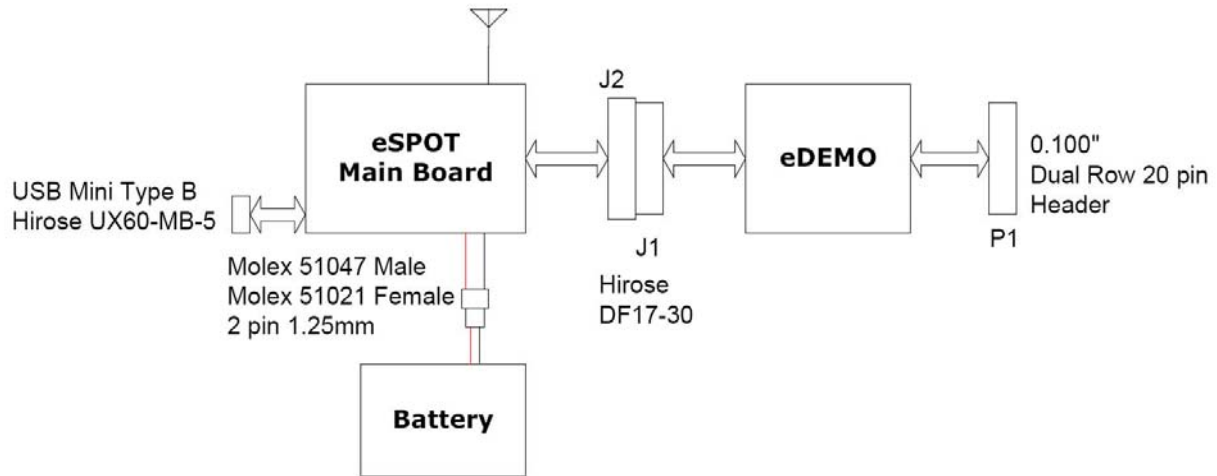 J2
eSPOT
Main Board
eDEMO
0.100"
Dual Row 20 pin
Header
USB Mini Type B
Hirose UX60-MB-5
P1
J1
Molex 51047 Male
Molex 51021 Female
2 pin 1.25mm
Hirose
DF17-30
Battery